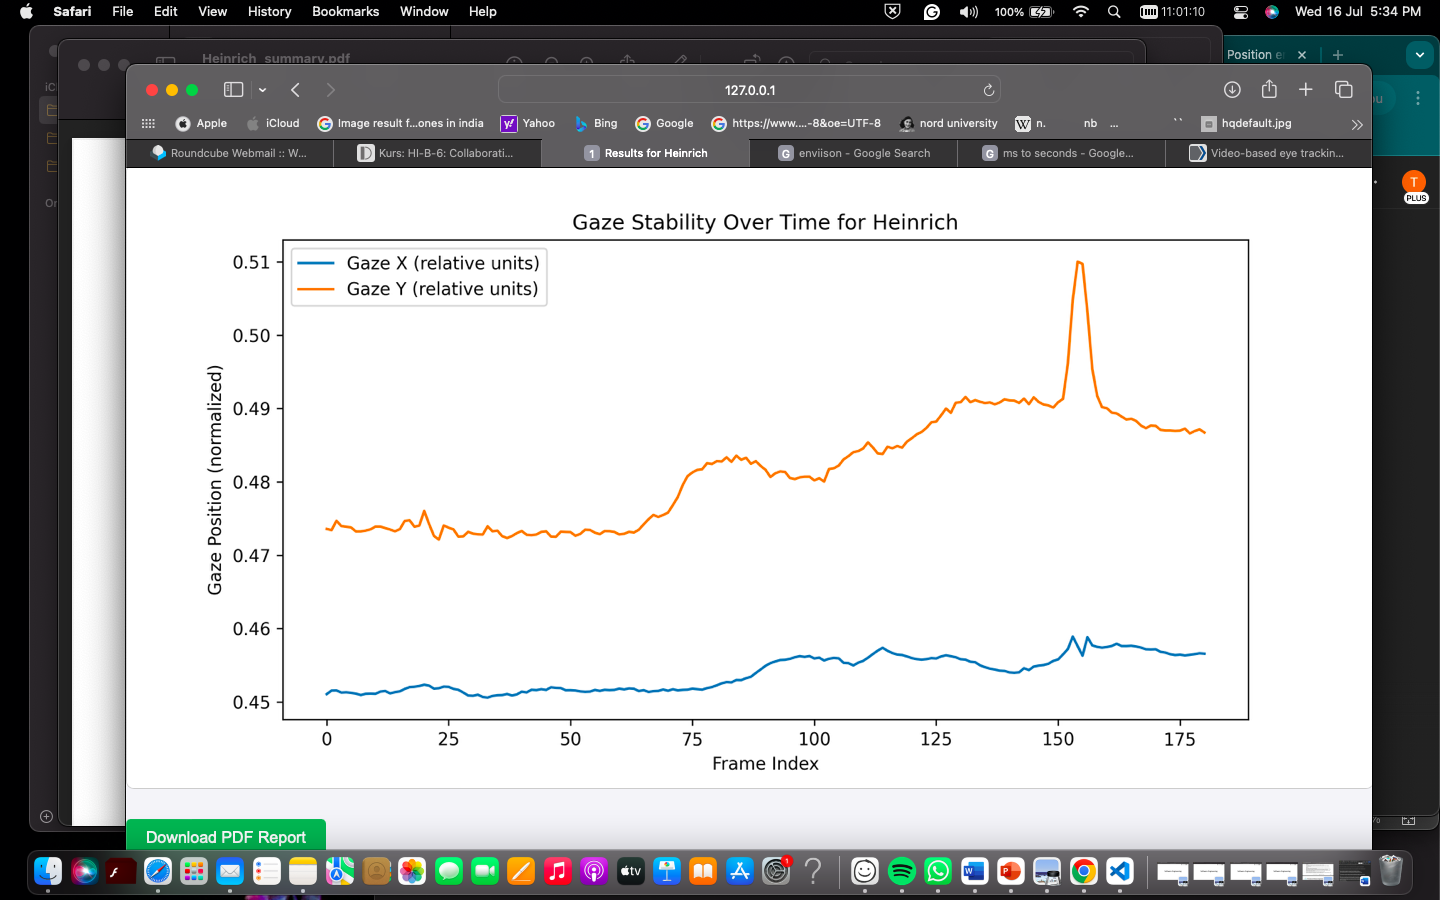 Safari File Edit View History Bookmarks Window Help 100% 11:01:10 Wed 16 Jul 5:34 PM
Heinrich_summary.pdf
Position e
127.0.0.1
Apple iCloud Image result f...ones in india Yahoo Bing Google https://www....-8&oe=UTF-8 nord university n. nb ... hqdefault.jpg
Roundcube Webmail :: W... Kurs: HI-B-6: Collaborati... 1 Results for Heinrich enviison - Google Search ms to seconds - Google... Video-based eye trackin...
T
PLUS
Gaze Stability Over Time for Heinrich
Gaze X (relative units)
Gaze Y (relative units)
0.51
0.50
0.49
0.48
0.47
0.46
0.45
Gaze Position (normalized)
0 25 50 75 100 125 150 175
Frame Index
Download PDF Report
tv
1